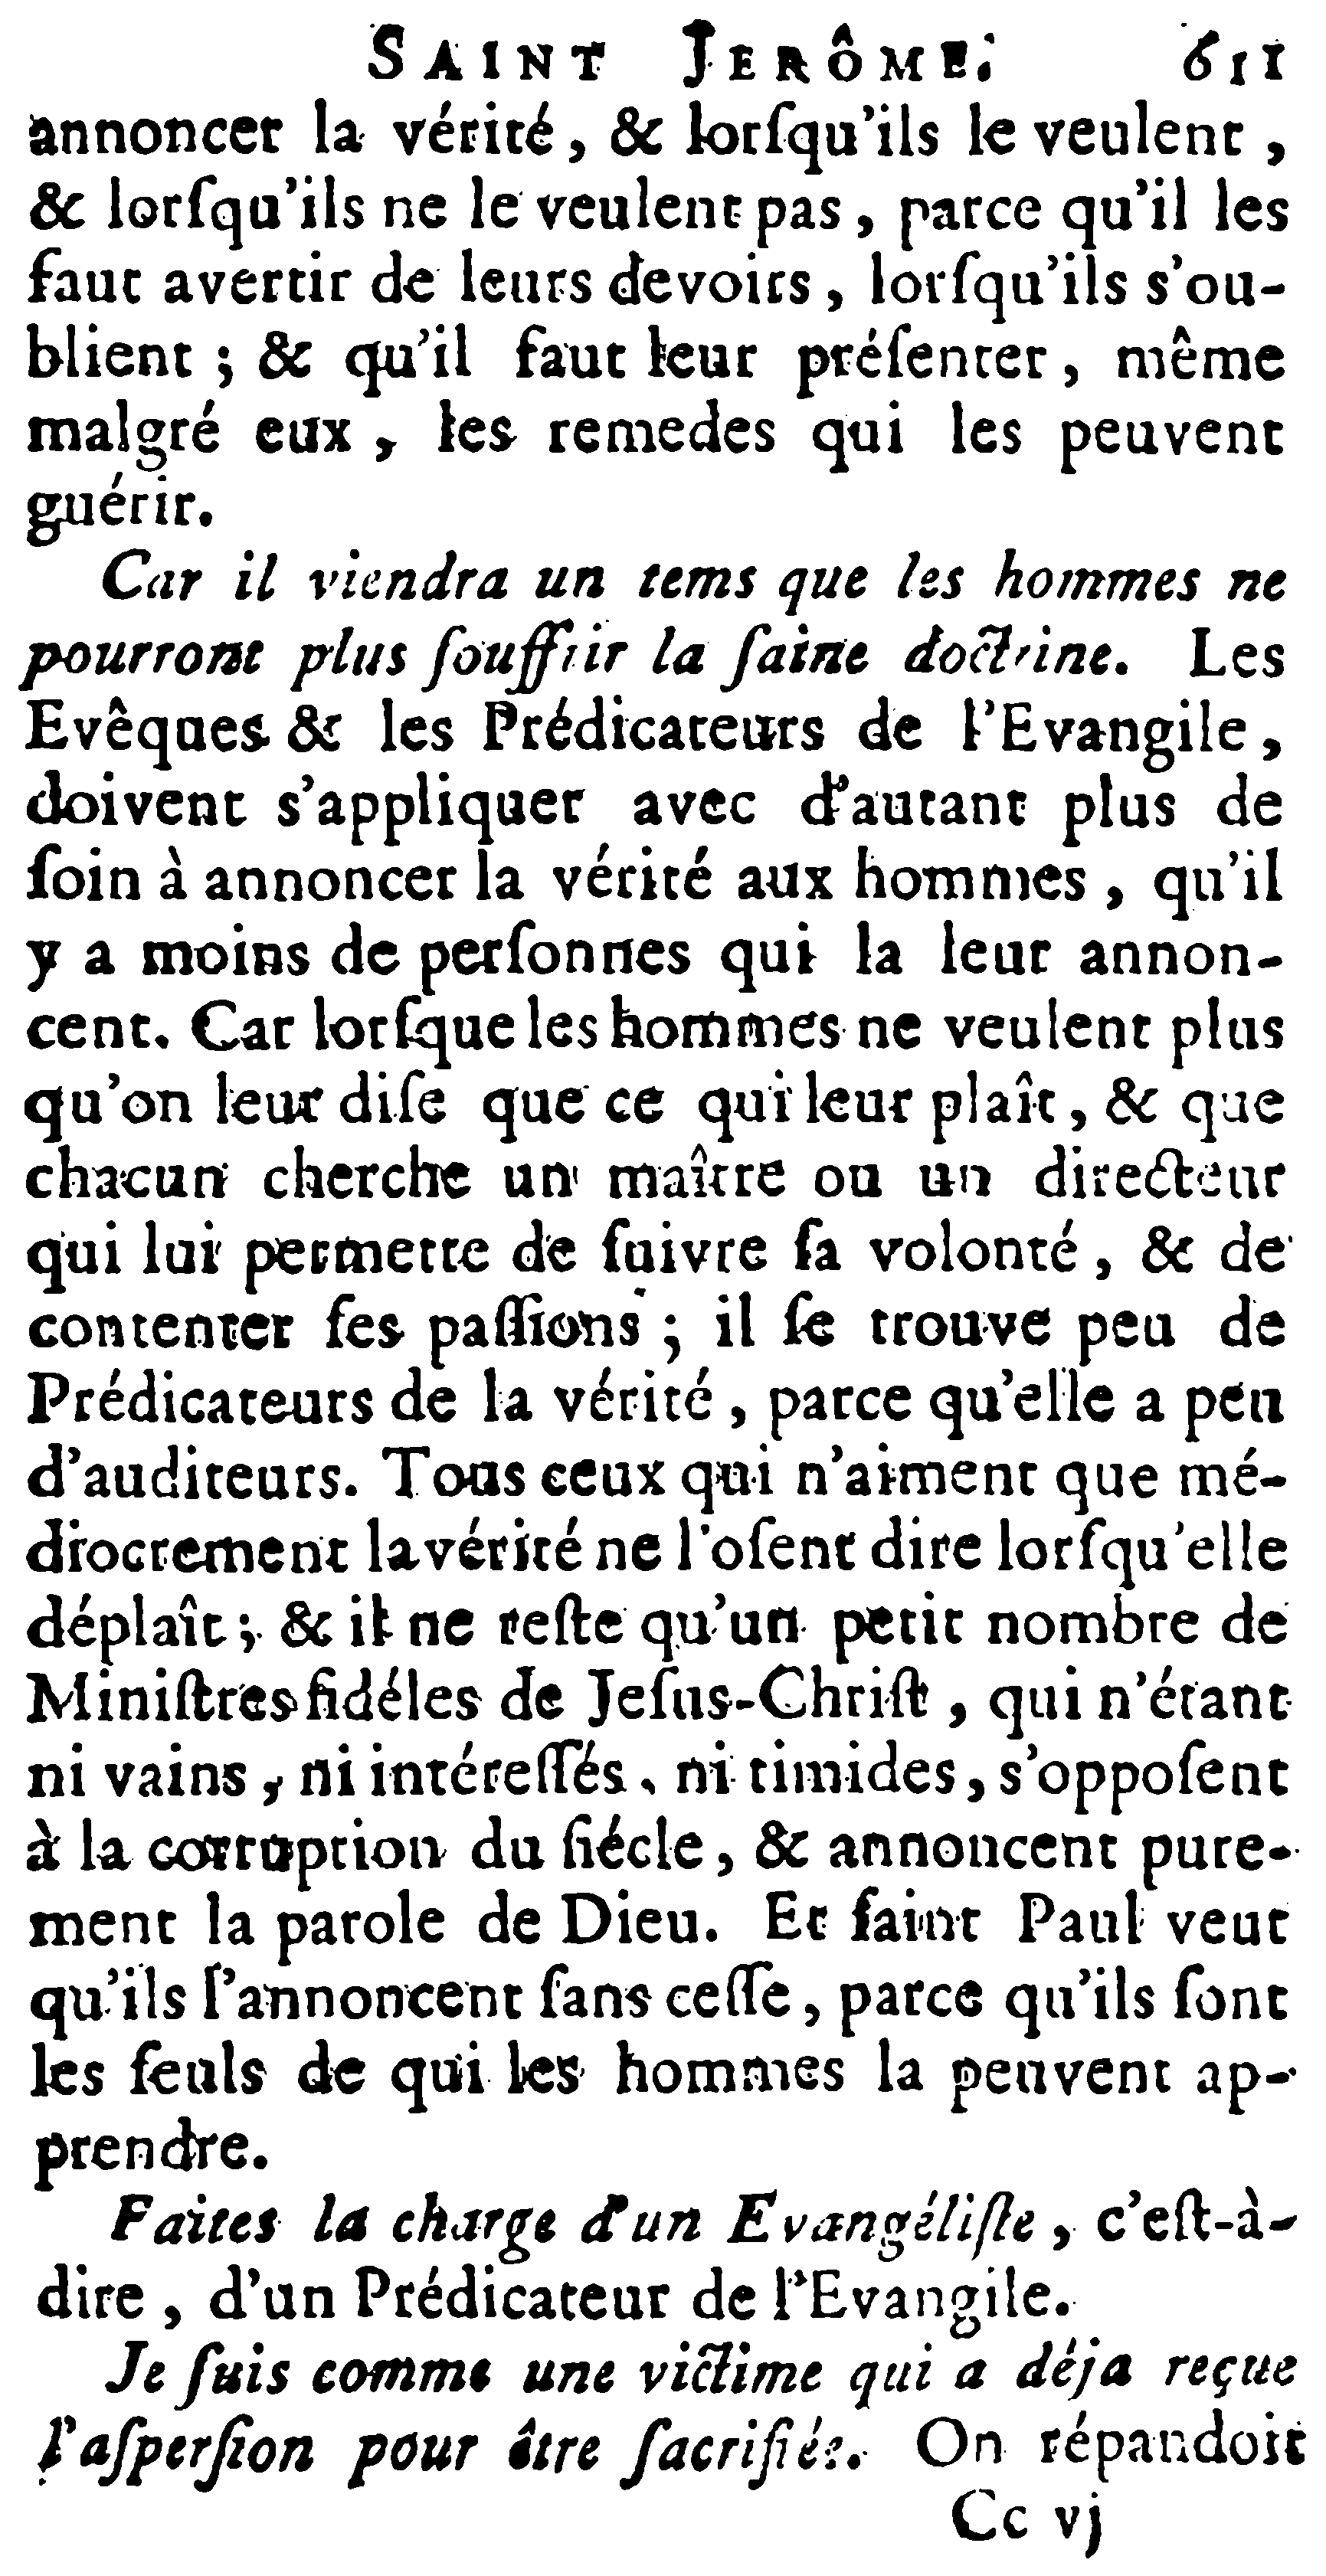 SAINT JERÔME. 611
annoncer la vérité, & lorſqu'ils le veulent,
& lorſqu'ils ne le veulent pas, parce qu'il les
faut avertir de leurs devoirs, lorſqu'ils s'ou-
blient ; & qu'il faut leur préſenter, même
malgré eux, les remedes qui les peuvent
guérir.
Car il viendra un tems que les hommes ne
pourront plus ſouffrir la ſaine doctrine. Les
Evêques & les Prédicateurs de l'Evangile,
doivent s'appliquer avec d'autant plus de
ſoin à annoncer la vérité aux hommes, qu'il
y a moins de perſonnes qui la leur annon-
cent. Car lorſque les hommes ne veulent plus
qu'on leur diſe que ce qui leur plaît, & que
chacun cherche un maître ou un directeur
qui lui permette de ſuivre ſa volonté, & de
contenter ſes paſſions ; il ſe trouve peu de
Prédicateurs de la vérité, parce qu'elle a peu
d'auditeurs. Tous ceux qui n'aiment que mé-
diocrement la vérité ne l'oſent dire lorſqu'elle
déplaît ; & il ne reſte qu'un petit nombre de
Miniſtres fidéles de Jeſus-Chriſt, qui n'étant
ni vains, ni intéreſſés, ni timides, s'oppoſent
à la corruption du ſiécle, & annoncent pure-
ment la parole de Dieu. Et ſaint Paul veut
qu'ils l'annoncent ſans ceſſe, parce qu'ils ſont
les ſeuls de qui les hommes la peuvent ap-
prendre.
Faites la charge d'un Evangéliſte, c'eſt-à-
dire, d'un Prédicateur de l'Evangile.
Je ſuis comme une victime qui a déja reçue
l'aſperſion pour être ſacrifiée. On répandoit
Cc vj